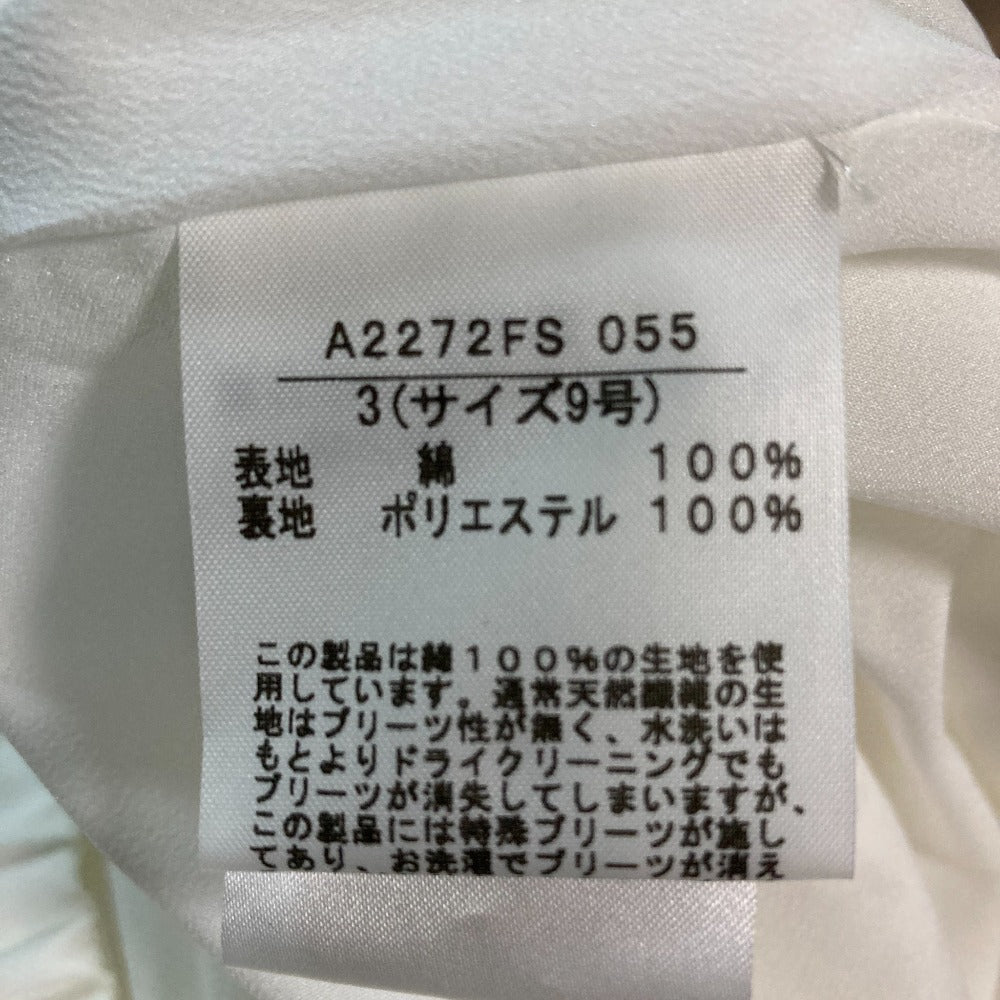 A2272FS 055
3(サイズ9号)
表地 綿 100%
裏地 ポリエステル 100%
この製品は綿100%の生地を使
用しています。通常天然繊維の生
地はプリーツ性が無く、水洗いは
もとよりドライクリーニングでも
プリーツが消失してしまいますが、
この製品には特殊プリーツが施し
てあり、お洗濯でプリーツが消え